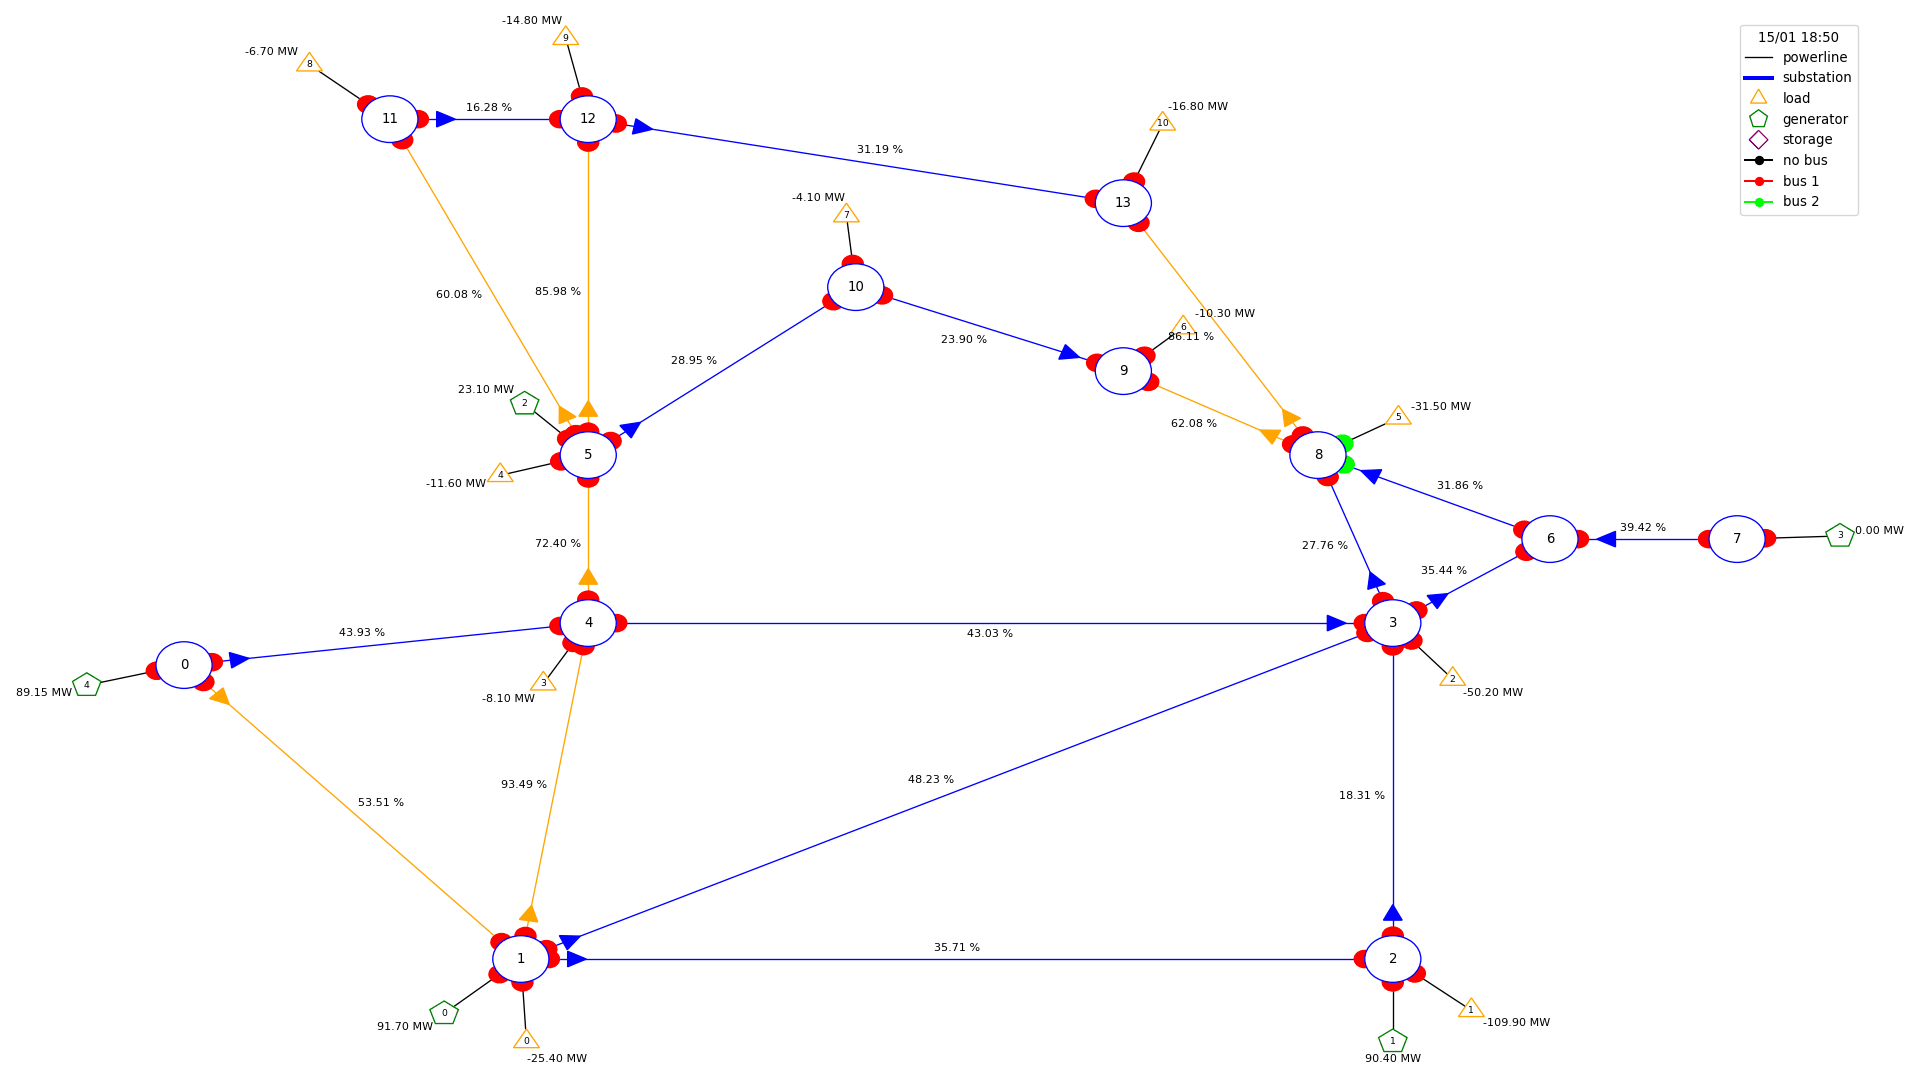 -14.80 MW
9
15/01 18:50
powerline
substation
load
generator
storage
no bus
bus 1
bus 2
-6.70 MW
8
11
16.28 %
12
-16.80 MW
10
31.19 %
13
-4.10 MW
7
10
60.08 %
85.98 %
-10.30 MW
6
86.11 %
23.90 %
9
28.95 %
23.10 MW
2
-31.50 MW
5
62.08 %
5
8
4
-11.60 MW
31.86 %
39.42 %
6
7
3
0.00 MW
72.40 %
27.76 %
35.44 %
4
3
43.93 %
43.03 %
0
4
89.15 MW
3
-8.10 MW
2
-50.20 MW
93.49 %
48.23 %
18.31 %
53.51 %
1
35.71 %
2
0
91.70 MW
1
-109.90 MW
0
-25.40 MW
1
90.40 MW